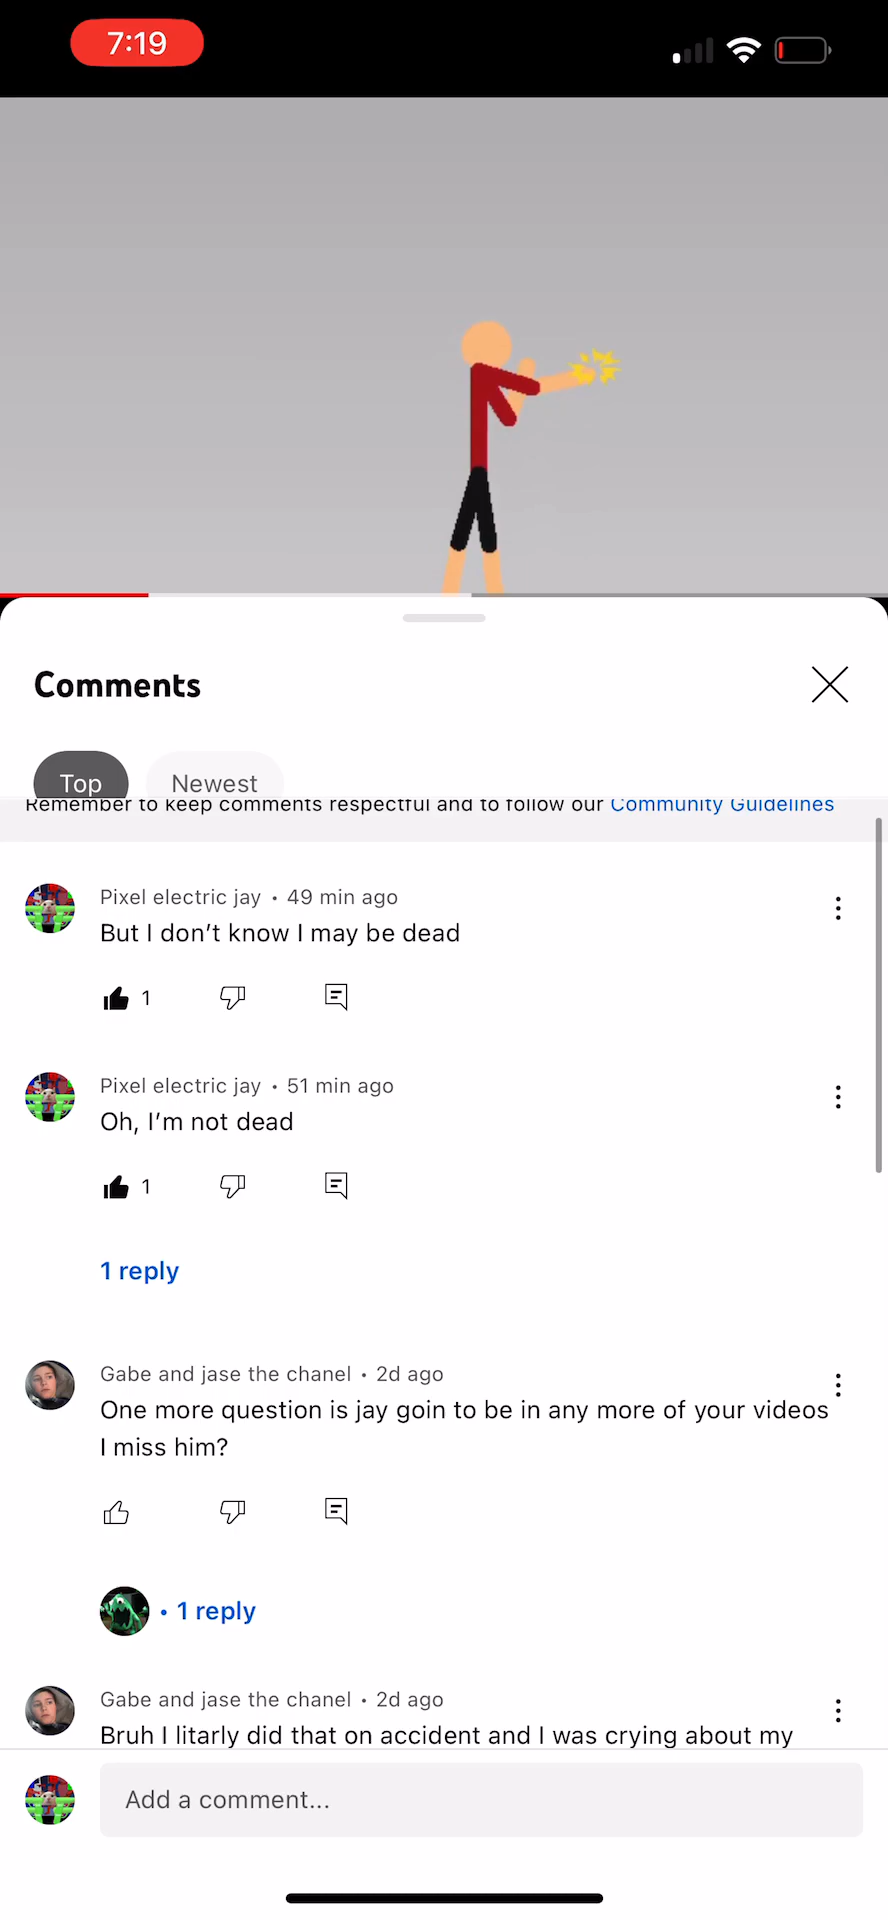 7:19
Comments
Top Newest
Remember to keep comments respectful and to follow our Community Guidelines
Pixel electric jay • 49 min ago
But I don’t know I may be dead
1
Pixel electric jay • 51 min ago
Oh, I’m not dead
1
1 reply
Gabe and jase the chanel • 2d ago
One more question is jay goin to be in any more of your videos
I miss him?
• 1 reply
Gabe and jase the chanel • 2d ago
Bruh I litarly did that on accident and I was crying about my
Add a comment...